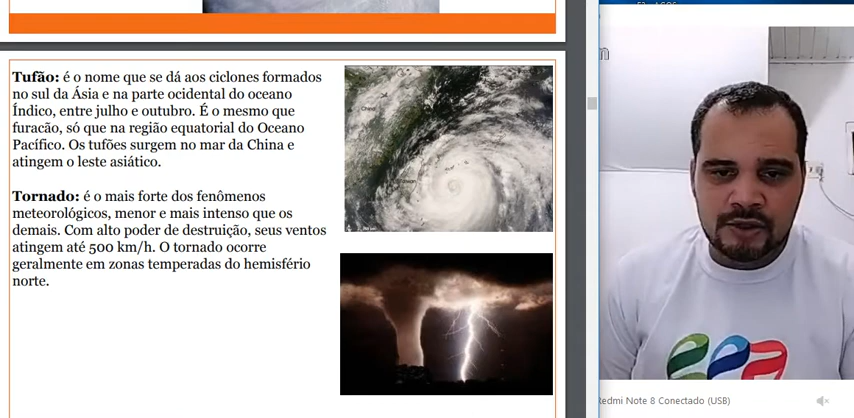 Tufão: é o nome que se dá aos ciclones formados
no sul da Ásia e na parte ocidental do oceano
Índico, entre julho e outubro. É o mesmo que
furacão, só que na região equatorial do Oceano
Pacífico. Os tufões surgem no mar da China e
atingem o leste asiático.
Tornado: é o mais forte dos fenômenos
meteorológicos, menor e mais intenso que os
demais. Com alto poder de destruição, seus ventos
atingem até 500 km/h. O tornado ocorre
geralmente em zonas temperadas do hemisfério
norte.
Redmi Note 8 Conectado (USB)